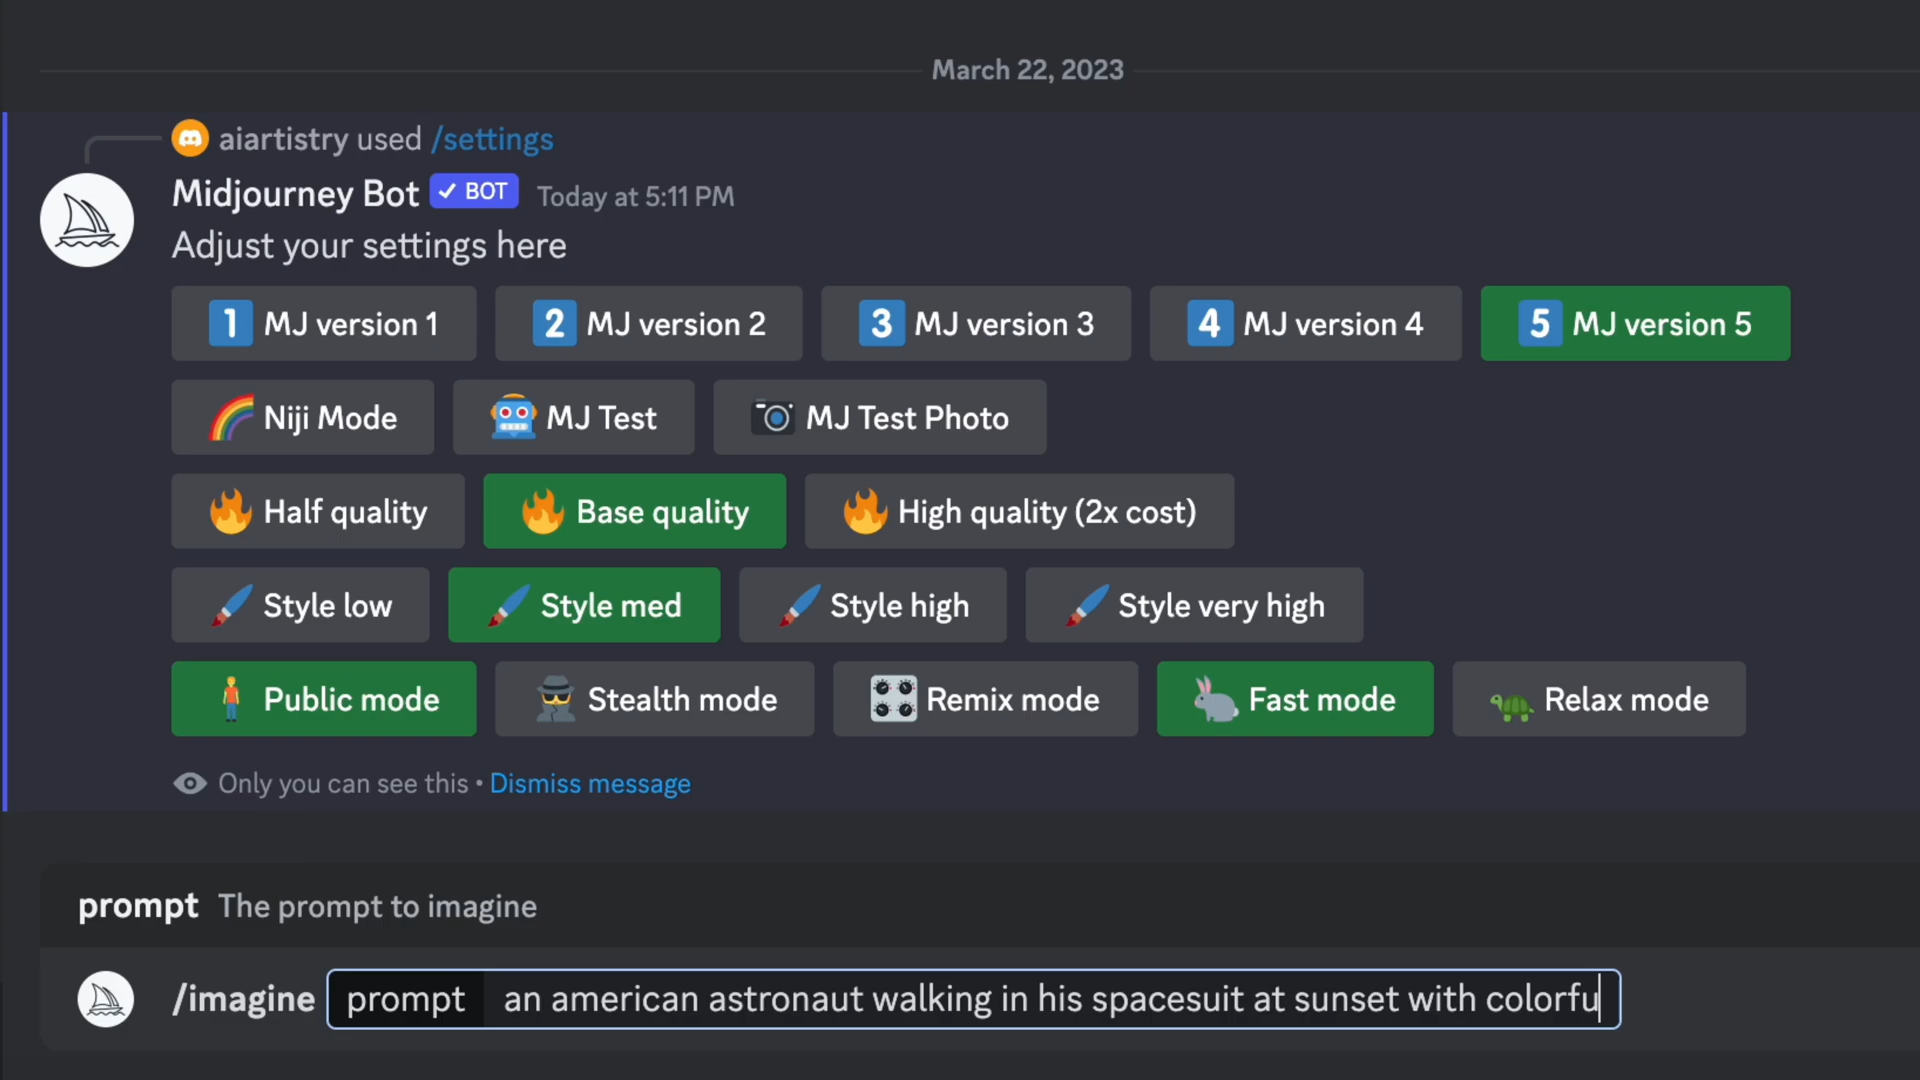 March 22, 2023
aiartistry used /settings
Midjourney Bot ✓ BOT Today at 5:11 PM
Adjust your settings here
1 MJ version 1 2 MJ version 2 3 MJ version 3 4 MJ version 4 5 MJ version 5
Niji Mode MJ Test MJ Test Photo
Half quality Base quality High quality (2x cost)
Style low Style med Style high Style very high
Public mode Stealth mode Remix mode Fast mode Relax mode
Only you can see this • Dismiss message
prompt The prompt to imagine
/imagine prompt an american astronaut walking in his spacesuit at sunset with colorfu